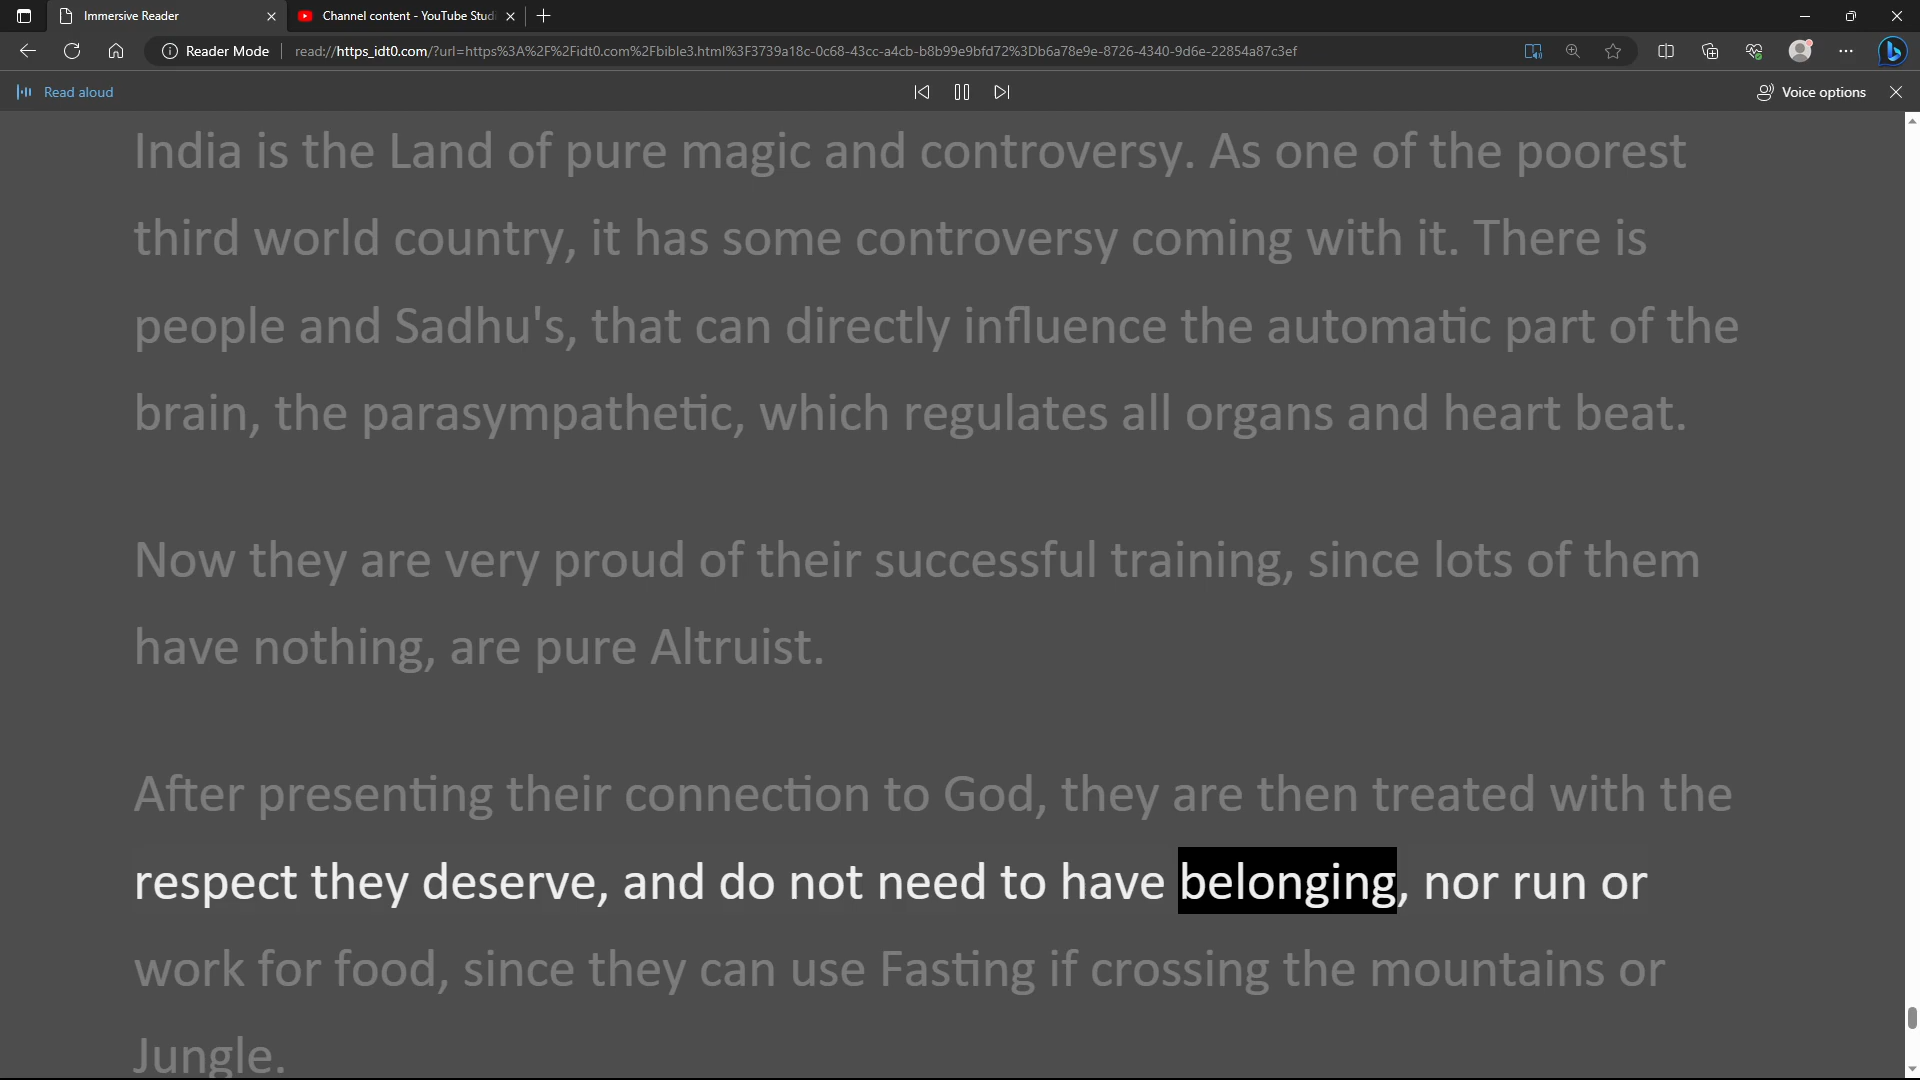 Immersive Reader
Channel content - YouTube Studi
Reader Mode
read://https_idt0.com/?url=https%3A%2F%2Fidt0.com%2Fbible3.html%3F3739a18c-0c68-43cc-a4cb-b8b99e9bfd72%3Db6a78e9e-8726-4340-9d6e-22854a87c3ef
Read aloud
Voice options
India is the Land of pure magic and controversy. As one of the poorest
third world country, it has some controversy coming with it. There is
people and Sadhu's, that can directly influence the automatic part of the
brain, the parasympathetic, which regulates all organs and heart beat.
Now they are very proud of their successful training, since lots of them
have nothing, are pure Altruist.
After presenting their connection to God, they are then treated with the
respect they deserve, and do not need to have belonging, nor run or
work for food, since they can use Fasting if crossing the mountains or
Jungle.